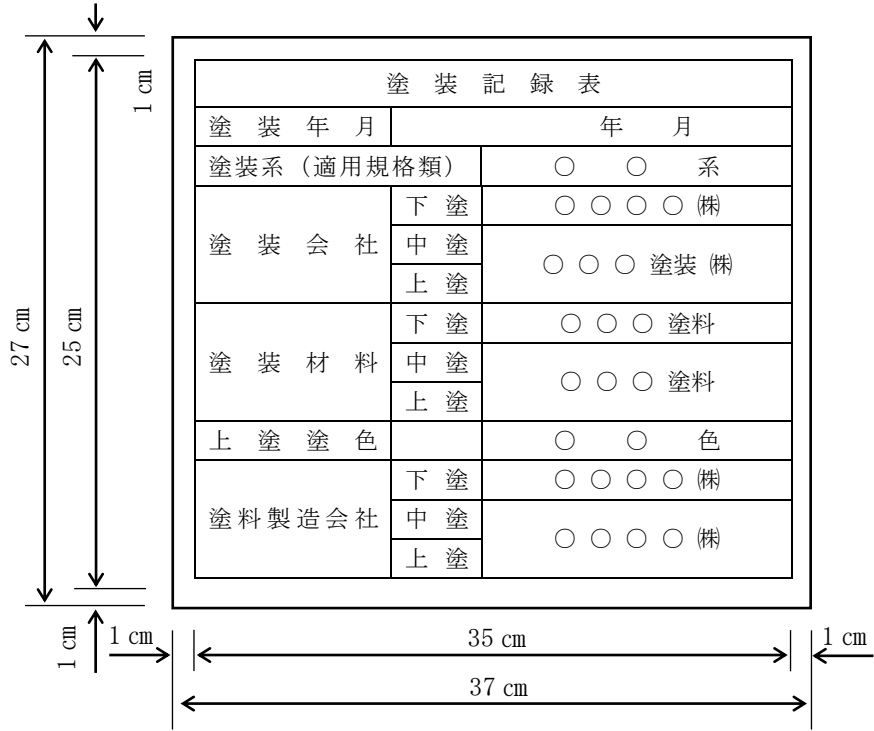 塗装記録表
塗装年月 年 月
塗装系(適用規格類) ○ ○ 系
塗装会社 下塗 ○○○○㈱
中塗 ○○○塗装㈱
上塗
塗装材料 下塗 ○○○塗料
中塗 ○○○塗料
上塗
上塗塗色 ○ ○ 色
塗料製造会社 下塗 ○○○○㈱
中塗 ○○○○㈱
上塗
1 cm
27 cm
25 cm
1 cm
1 cm
35 cm
1 cm
37 cm